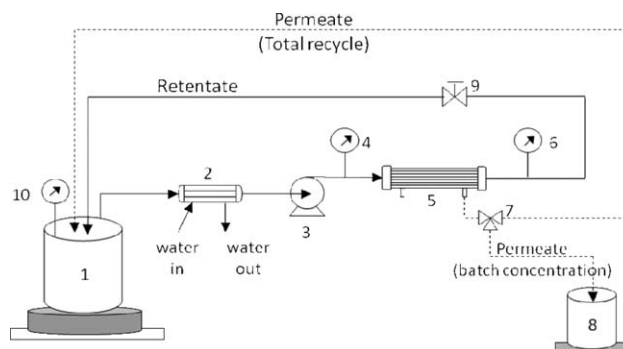 Permeate
(Total recycle)
Retentate
9
4
6
2
10
5
7
3
water
in
water
out
Permeate
(batch concentration)
1
8